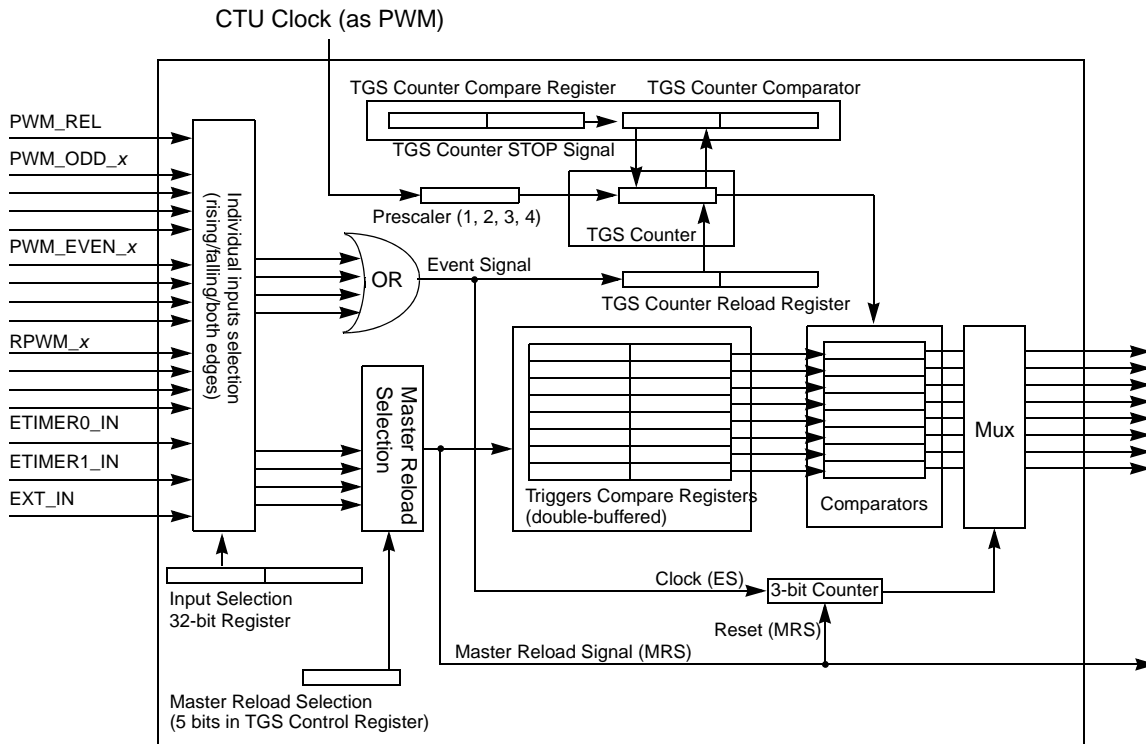 CTU Clock (as PWM)
TGS Counter Compare Register
TGS Counter Comparator
PWM_REL
TGS Counter STOP Signal
PWM_ODD_x
Individual inputs selection
(rising/falling/both edges)
Prescaler (1, 2, 3, 4)
TGS Counter
PWM_EVEN_x
OR
Event Signal
TGS Counter Reload Register
RPWM_x
Master Reload
Selection
Mux
ETIMER0_IN
ETIMER1_IN
EXT_IN
Triggers Compare Registers
(double-buffered)
Comparators
Clock (ES)
3-bit Counter
Input Selection
32-bit Register
Reset (MRS)
Master Reload Signal (MRS)
Master Reload Selection
(5 bits in TGS Control Register)